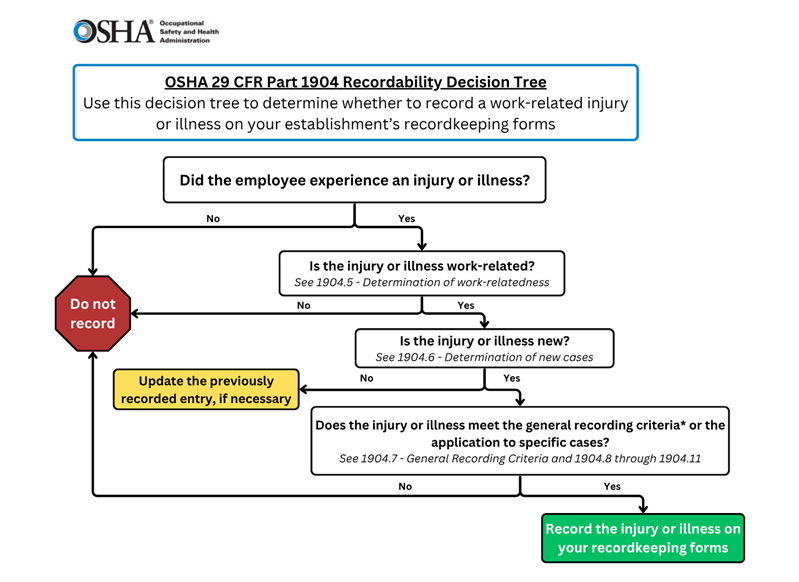 OSHA® Occupational
Safety and Health
Administration
OSHA 29 CFR Part 1904 Recordability Decision Tree
Use this decision tree to determine whether to record a work-related injury
or illness on your establishment’s recordkeeping forms
Did the employee experience an injury or illness?
No
Yes
Is the injury or illness work-related?
See 1904.5 - Determination of work-relatedness
Do not
record
No
Yes
Is the injury or illness new?
See 1904.6 - Determination of new cases
No
Yes
Update the previously
recorded entry, if necessary
Does the injury or illness meet the general recording criteria* or the
application to specific cases?
See 1904.7 - General Recording Criteria and 1904.8 through 1904.11
No
Yes
Record the injury or illness on
your recordkeeping forms